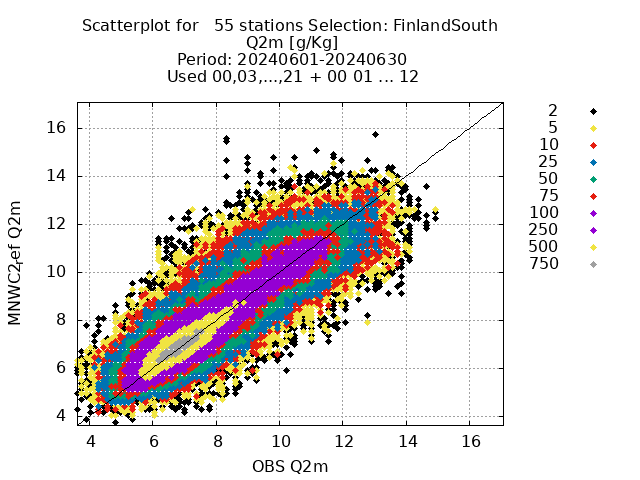 Scatterplot for 55 stations Selection: FinlandSouth
Q2m [g/Kg]
Period: 20240601-20240630
Used 00,03,...,21 + 00 01 ... 12
2
5
10
25
50
75
100
250
500
750
16
14
12
10
8
6
4
MNWC2,ef Q2m
4 6 8 10 12 14 16
OBS Q2m